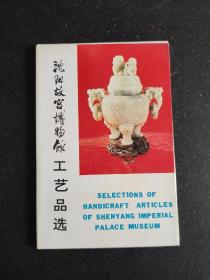 沈阳故宫博物馆
工艺品选
SELECTIONS OF
HANDICRAFT ARTICLES
OF SHENYANG IMPERIAL
PALACE MUSEUM